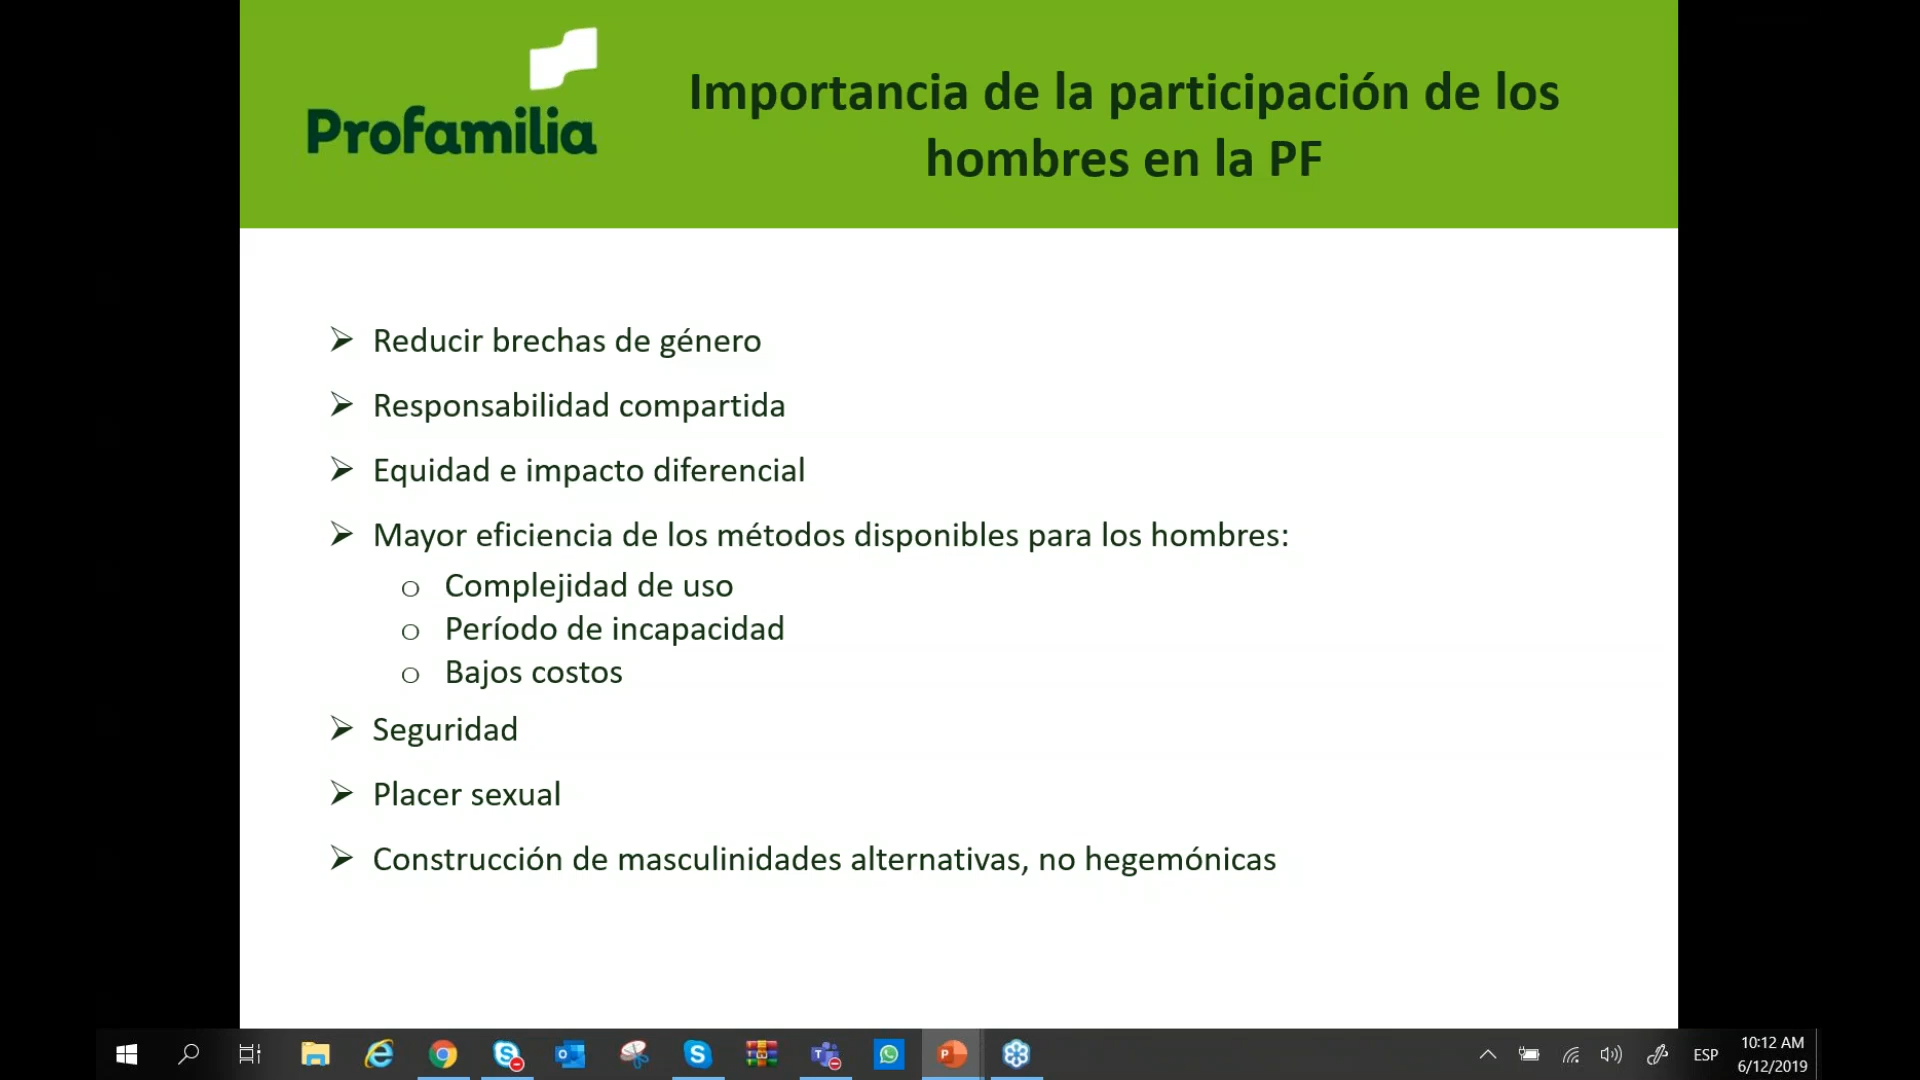 Profamilia
Importancia de la participación de los
hombres en la PF
Reducir brechas de género
Responsabilidad compartida
Equidad e impacto diferencial
Mayor eficiencia de los métodos disponibles para los hombres:
Complejidad de uso
Período de incapacidad
Bajos costos
Seguridad
Placer sexual
Construcción de masculinidades alternativas, no hegemónicas
ESP
10:12 AM
6/12/2019